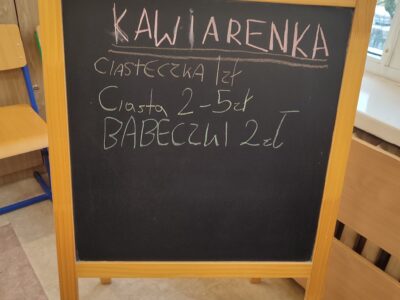 KAWIARENKA
CIASTECZKA 1zł
Ciasta 2-5zł
BABECZKI 2zł